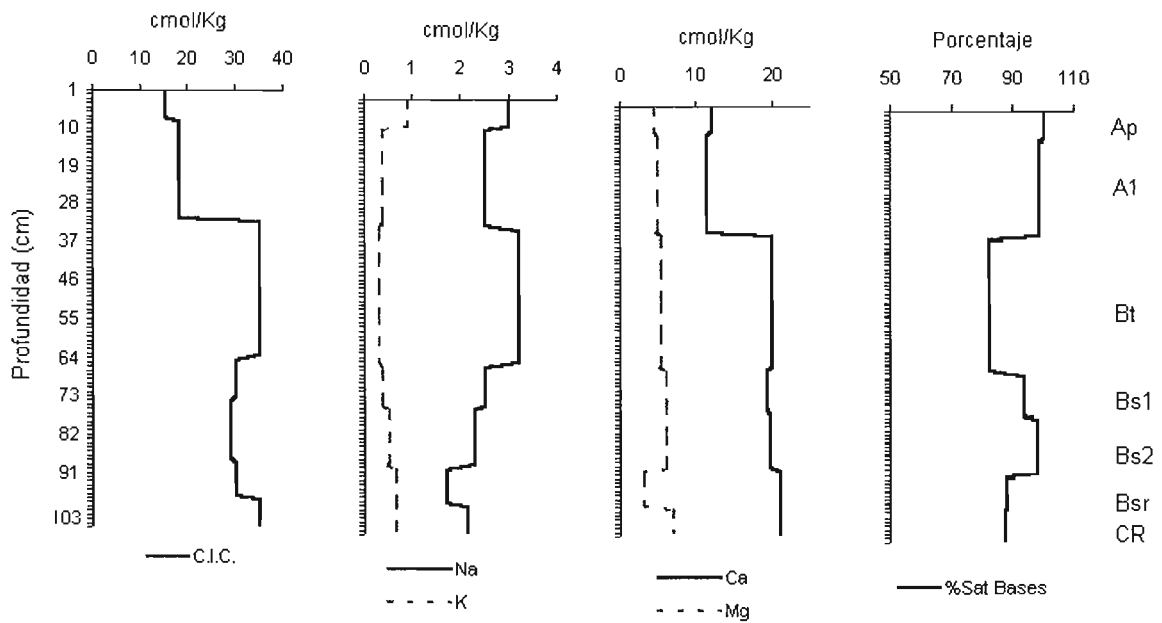 cmol/Kg
0 10 20 30 40
cmol/Kg
0 1 2 3 4
cmol/Kg
0 10 20
Porcentaje
50 70 90 110
Profundidad (cm)
1
10
19
28
37
46
55
64
73
82
91
103
Ap
A1
Bt
Bs1
Bs2
Bsr
CR
C.I.C.
Na
K
Ca
Mg
%Sat Bases